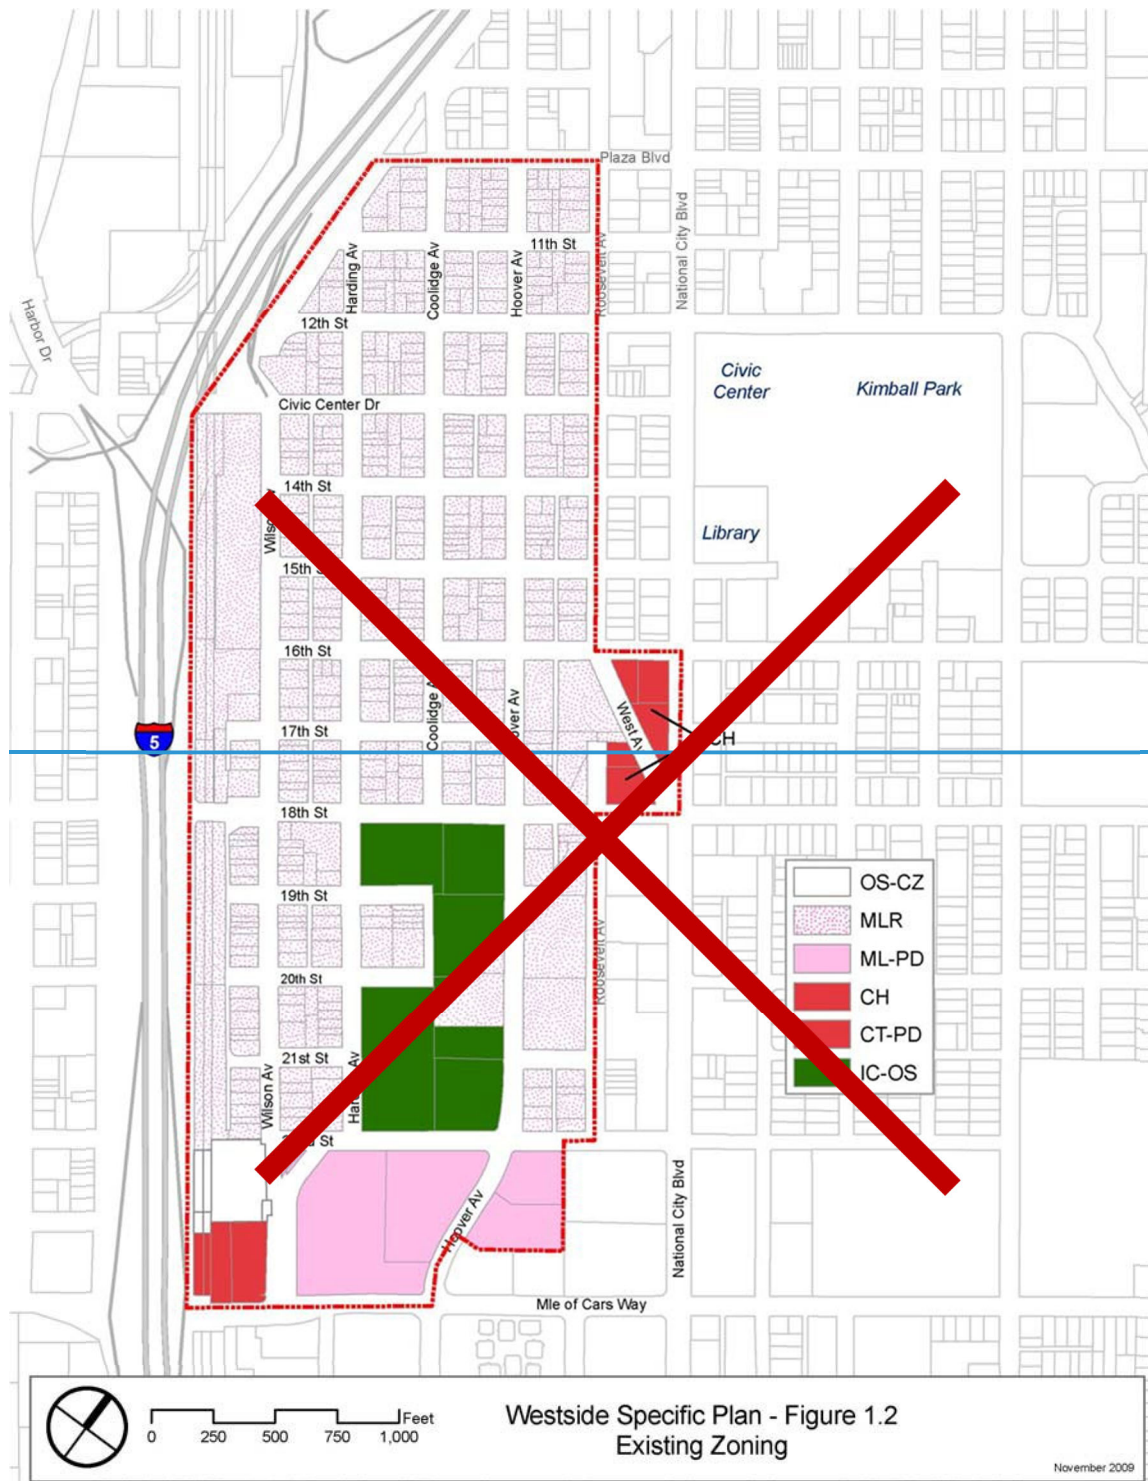 Plaza Blvd
11th St
Harding Av
Coolidge Av
Hoover Av
Roosevelt Av
National City Blvd
Harbor Dr
12th St
Civic
Center
Kimball Park
Civic Center Dr
14th St
Library
15th S
16th St
Coolidge A
over Av
West Av
17th St
5
CH
18th St
OS-CZ
MLR
ML-PD
CH
CT-PD
IC-OS
19th St
Roosevelt Av
20th St
21st St
Wilson Av
Har
Av
St
Hoover Av
National City Blvd
Mle of Cars Way
Feet
0 250 500 750 1,000
Westside Specific Plan - Figure 1.2
Existing Zoning
November 2009